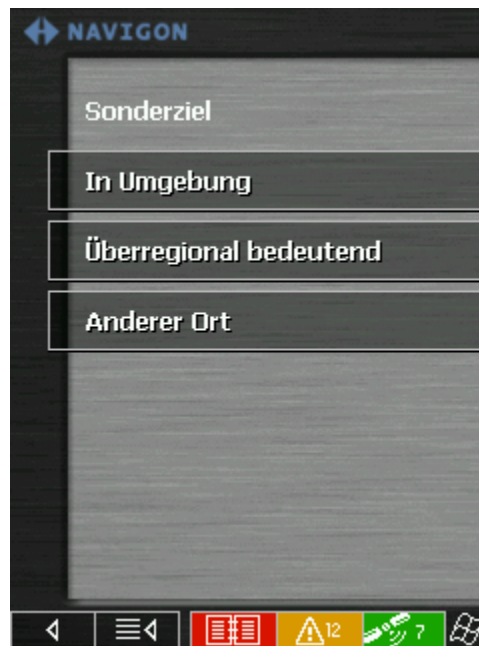 NAVIGON
Sonderziel
In Umgebung
Überregional bedeutend
Anderer Ort
12 7